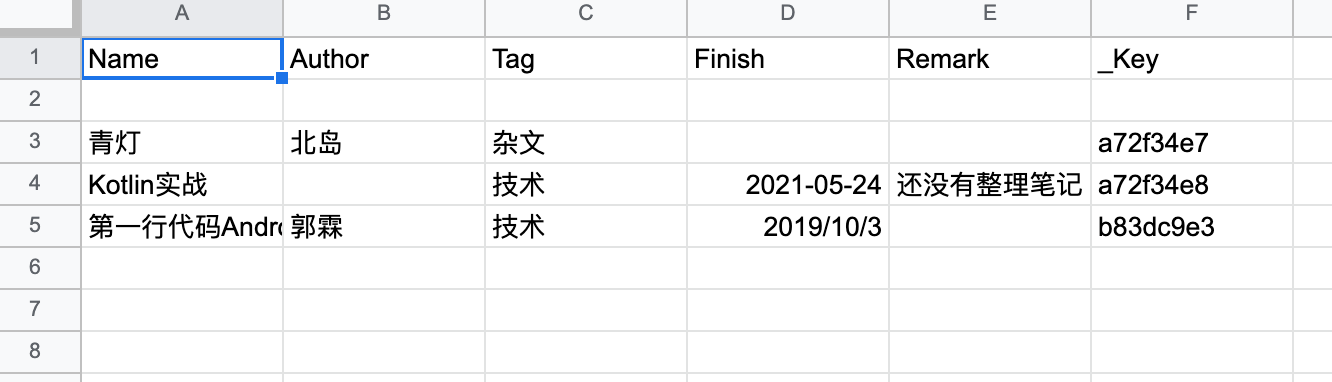 A B C D E F
1 Name Author Tag Finish Remark _Key
2
3 青灯 北岛 杂文 a72f34e7
4 Kotlin实战 技术 2021-05-24 还没有整理笔记 a72f34e8
5 第一行代码Andr 郭霖 技术 2019/10/3 b83dc9e3
6
7
8